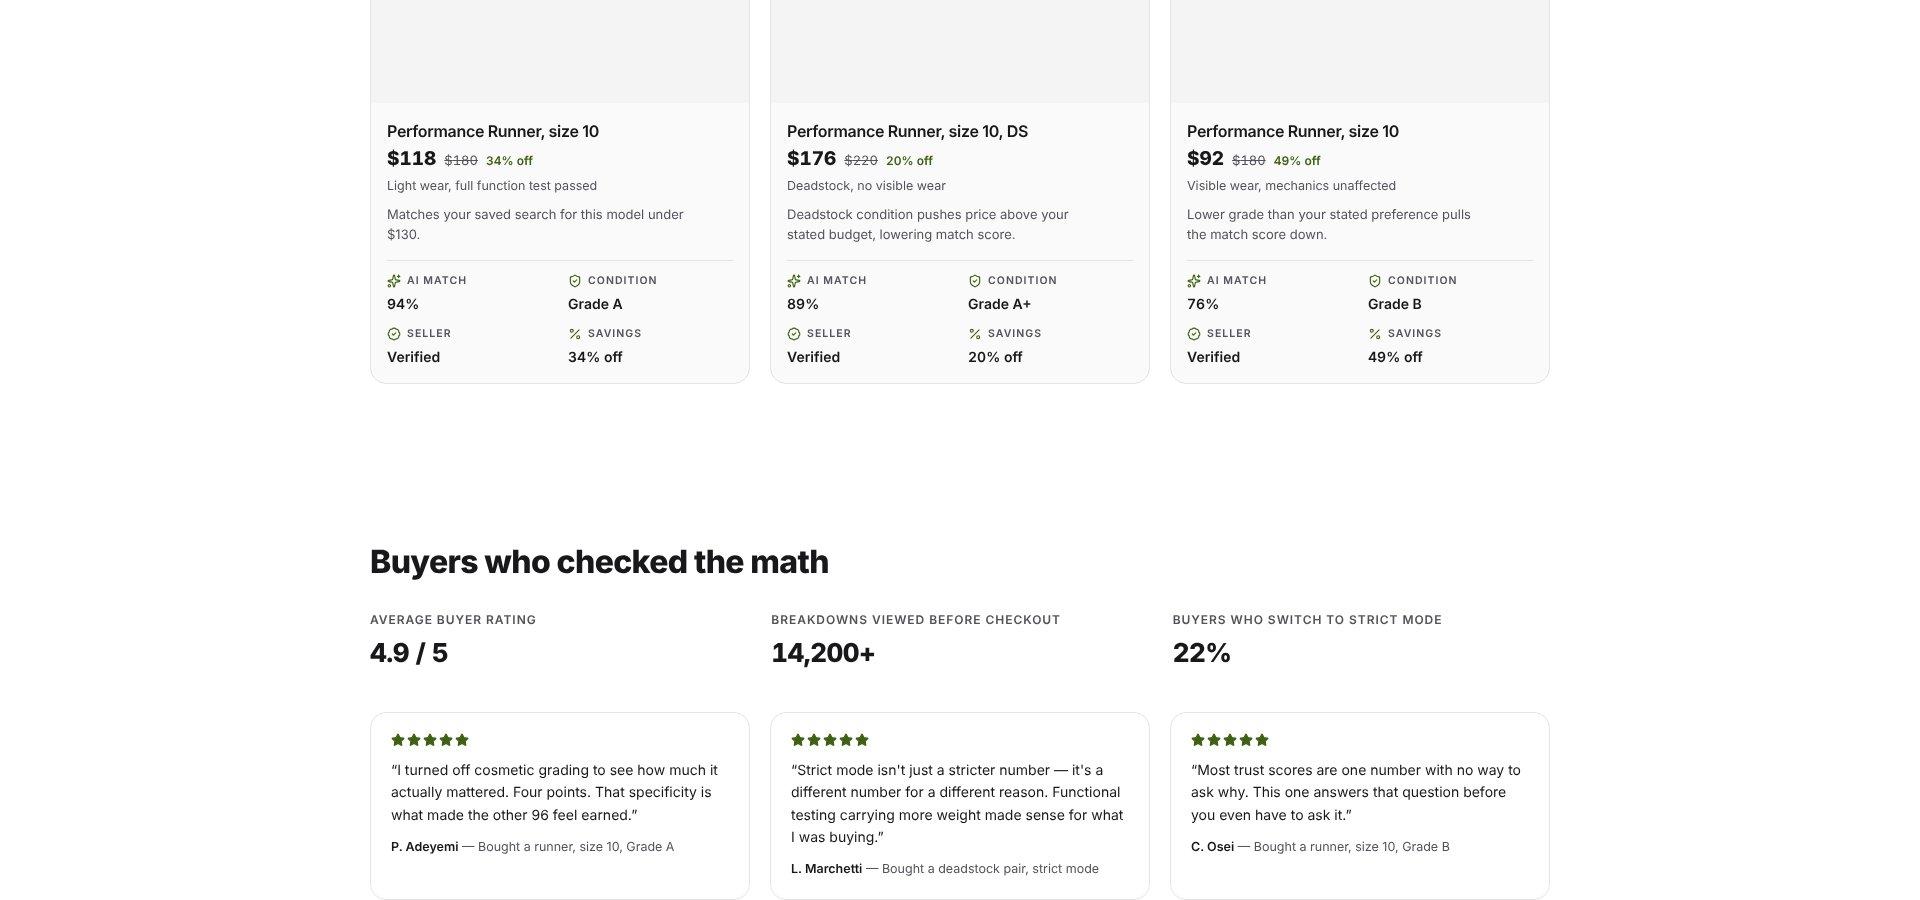 Performance Runner, size 10
$118 $180 34% off
Light wear, full function test passed
Matches your saved search for this model under
$130.
AI MATCH
94%
CONDITION
Grade A
SELLER
Verified
SAVINGS
34% off
Performance Runner, size 10, DS
$176 $220 20% off
Deadstock, no visible wear
Deadstock condition pushes price above your
stated budget, lowering match score.
AI MATCH
89%
CONDITION
Grade A+
SELLER
Verified
SAVINGS
20% off
Performance Runner, size 10
$92 $180 49% off
Visible wear, mechanics unaffected
Lower grade than your stated preference pulls
the match score down.
AI MATCH
76%
CONDITION
Grade B
SELLER
Verified
SAVINGS
49% off
Buyers who checked the math
AVERAGE BUYER RATING
4.9 / 5
BREAKDOWNS VIEWED BEFORE CHECKOUT
14,200+
BUYERS WHO SWITCH TO STRICT MODE
22%
“I turned off cosmetic grading to see how much it
actually mattered. Four points. That specificity is
what made the other 96 feel earned.”
P. Adeyemi — Bought a runner, size 10, Grade A
“Strict mode isn't just a stricter number — it's a
different number for a different reason. Functional
testing carrying more weight made sense for what
I was buying.”
L. Marchetti — Bought a deadstock pair, strict mode
“Most trust scores are one number with no way to
ask why. This one answers that question before
you even have to ask it.”
C. Osei — Bought a runner, size 10, Grade B